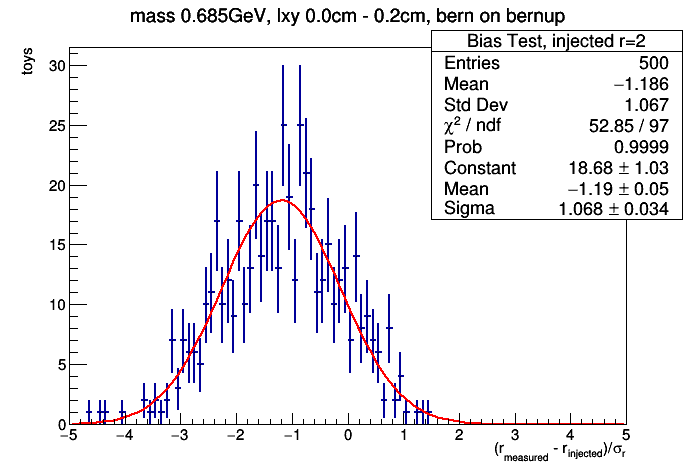 mass 0.685GeV, lxy 0.0cm - 0.2cm, bern on bernup
Bias Test, injected r=2
Entries 500
Mean −1.186
Std Dev 1.067
χ² / ndf 52.85 / 97
Prob 0.9999
Constant 18.68 ± 1.03
Mean −1.19 ± 0.05
Sigma 1.068 ± 0.034
toys
30
25
20
15
10
5
0
−5 −4 −3 −2 −1 0 1 2 3 4 5
(r_measured - r_injected)/σ_r